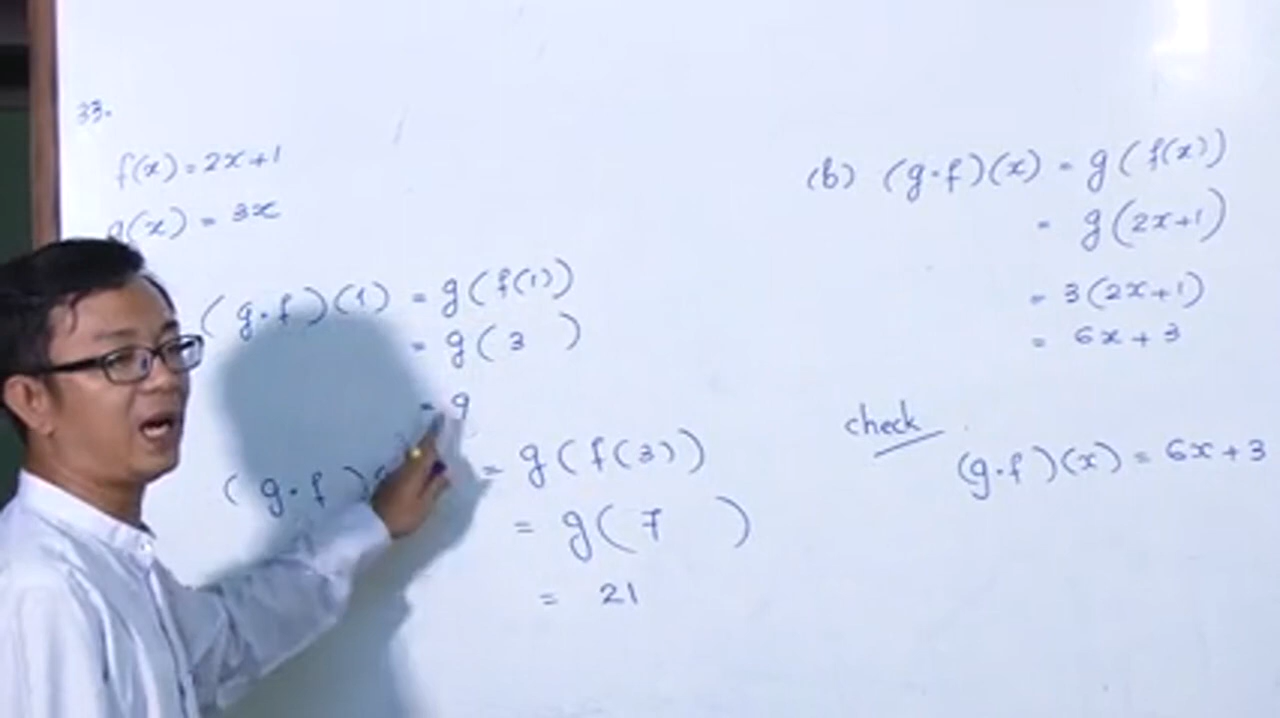 33.
f(x) = 2x+1
g(x) = 3x
(g∘f)(1) = g(f(1))
= g(3 )
= 9
(g∘f) = g(f(3))
= g(7 )
= 21
(b) (g∘f)(x) = g(f(x))
= g(2x+1)
= 3(2x+1)
= 6x+3
check
(g∘f)(x) = 6x+3